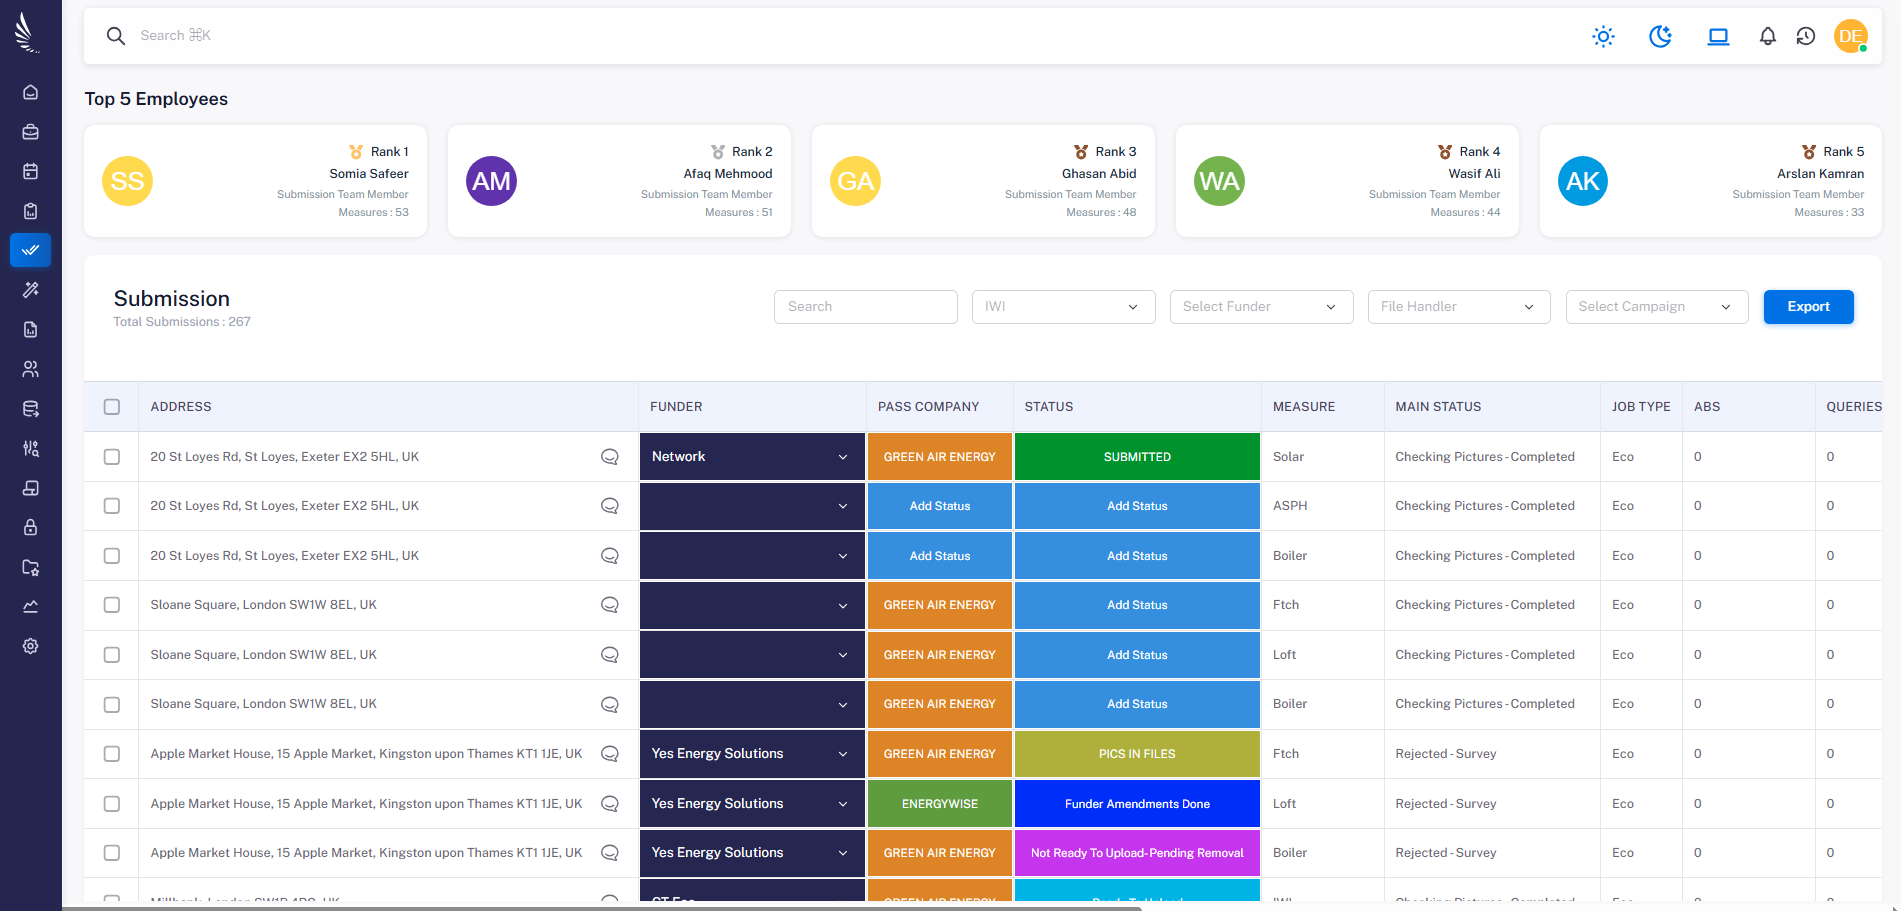 Search ⌘K
DE
Top 5 Employees
SS
Rank 1
Somia Safeer
Submission Team Member
Measures : 53
AM
Rank 2
Afaq Mehmood
Submission Team Member
Measures : 51
GA
Rank 3
Ghasan Abid
Submission Team Member
Measures : 48
WA
Rank 4
Wasif Ali
Submission Team Member
Measures : 44
AK
Rank 5
Arslan Kamran
Submission Team Member
Measures : 33
Submission
Total Submissions : 267
Search IWI Select Funder File Handler Select Campaign Export
ADDRESS FUNDER PASS COMPANY STATUS MEASURE MAIN STATUS JOB TYPE ABS QUERIES
20 St Loyes Rd, St Loyes, Exeter EX2 5HL, UK Network GREEN AIR ENERGY SUBMITTED Solar Checking Pictures - Completed Eco 0 0
20 St Loyes Rd, St Loyes, Exeter EX2 5HL, UK Add Status Add Status ASPH Checking Pictures - Completed Eco 0 0
20 St Loyes Rd, St Loyes, Exeter EX2 5HL, UK Add Status Add Status Boiler Checking Pictures - Completed Eco 0 0
Sloane Square, London SW1W 8EL, UK GREEN AIR ENERGY Add Status Ftch Checking Pictures - Completed Eco 0 0
Sloane Square, London SW1W 8EL, UK GREEN AIR ENERGY Add Status Loft Checking Pictures - Completed Eco 0 0
Sloane Square, London SW1W 8EL, UK GREEN AIR ENERGY Add Status Boiler Checking Pictures - Completed Eco 0 0
Apple Market House, 15 Apple Market, Kingston upon Thames KT1 1JE, UK Yes Energy Solutions GREEN AIR ENERGY PICS IN FILES Ftch Rejected - Survey Eco 0 0
Apple Market House, 15 Apple Market, Kingston upon Thames KT1 1JE, UK Yes Energy Solutions ENERGYWISE Funder Amendments Done Loft Rejected - Survey Eco 0 0
Apple Market House, 15 Apple Market, Kingston upon Thames KT1 1JE, UK Yes Energy Solutions GREEN AIR ENERGY Not Ready To Upload- Pending Removal Boiler Rejected - Survey Eco 0 0
GREEN AIR ENERGY Ready To Upload IWI Checking Pictures - Completed Eco 0 0